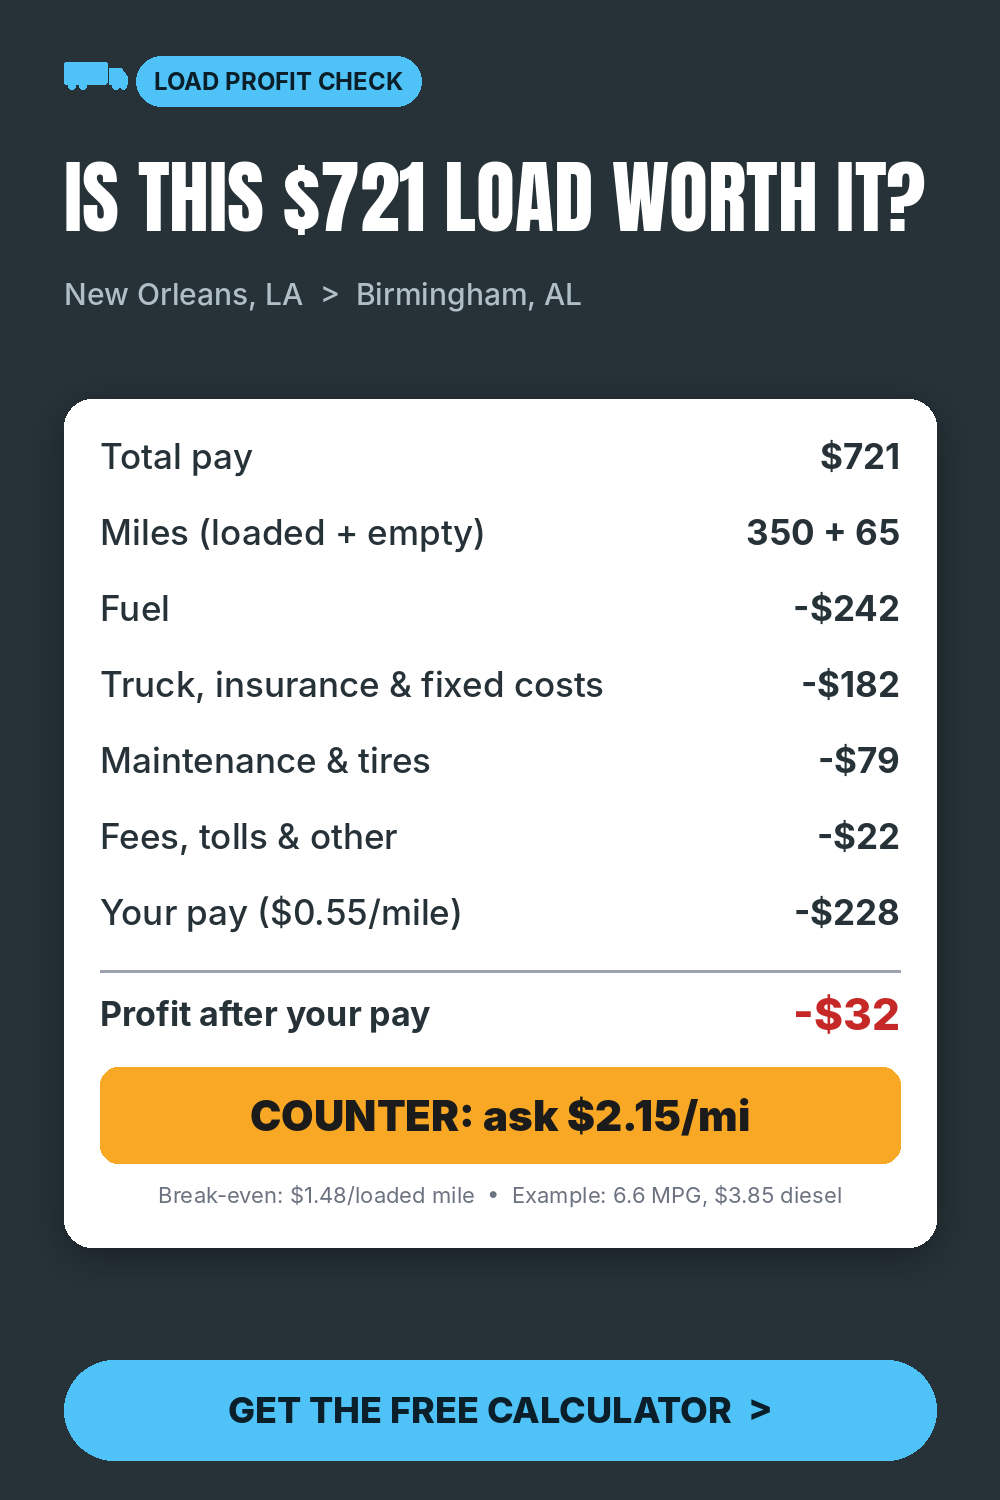 LOAD PROFIT CHECK
IS THIS $721 LOAD WORTH IT?
New Orleans, LA > Birmingham, AL
Total pay $721
Miles (loaded + empty) 350 + 65
Fuel -$242
Truck, insurance & fixed costs -$182
Maintenance & tires -$79
Fees, tolls & other -$22
Your pay ($0.55/mile) -$228
Profit after your pay -$32
COUNTER: ask $2.15/mi
Break-even: $1.48/loaded mile • Example: 6.6 MPG, $3.85 diesel
GET THE FREE CALCULATOR >